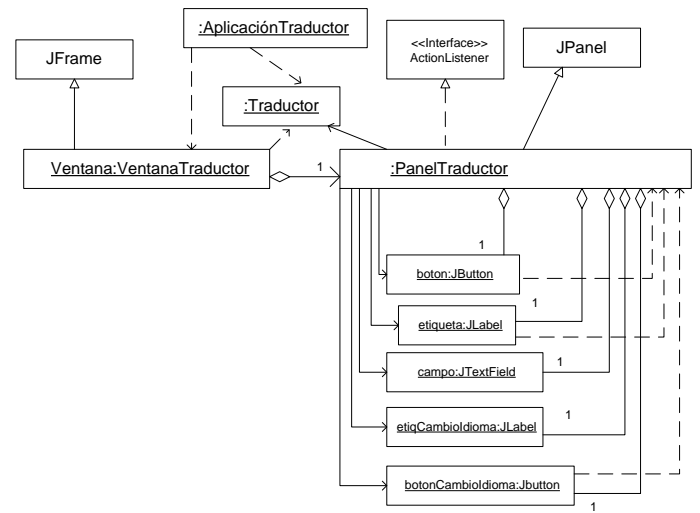 :AplicaciónTraductor
JFrame
<<Interface>>
ActionListener
JPanel
:Traductor
Ventana:VentanaTraductor
1
:PanelTraductor
1
boton:JButton
1
etiqueta:JLabel
1
campo:JTextField
1
etiqCambioIdioma:JLabel
botonCambioIdioma:Jbutton
1